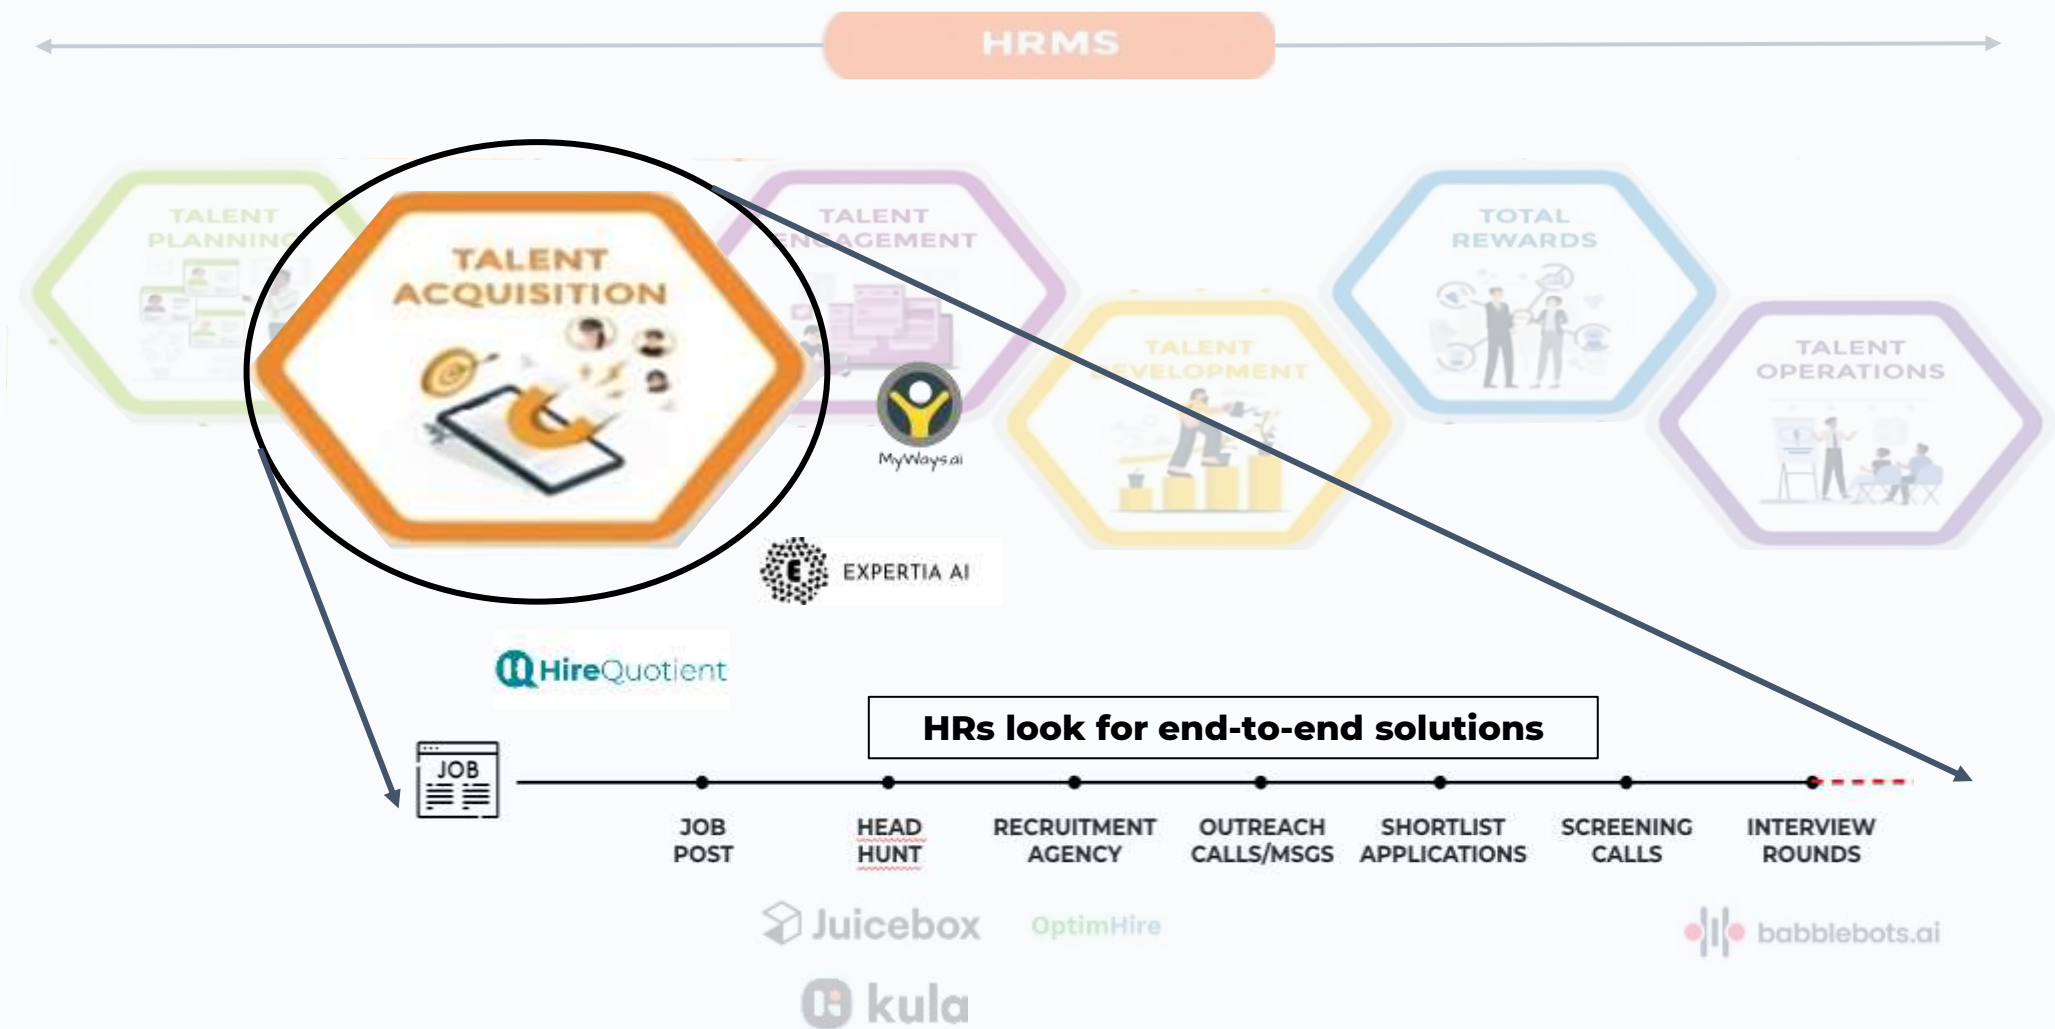 HRMS
TALENT
PLANNING
TALENT
ACQUISITION
TALENT
ENGAGEMENT
TALENT
DEVELOPMENT
TOTAL
REWARDS
TALENT
OPERATIONS
MyWays.ai
E
EXPERTIA AI
HireQuotient
HRs look for end-to-end solutions
JOB
JOB
POST
HEAD
HUNT
RECRUITMENT
AGENCY
OUTREACH
CALLS/MSGS
SHORTLIST
APPLICATIONS
SCREENING
CALLS
INTERVIEW
ROUNDS
Juicebox
OptimHire
babblebots.ai
kula